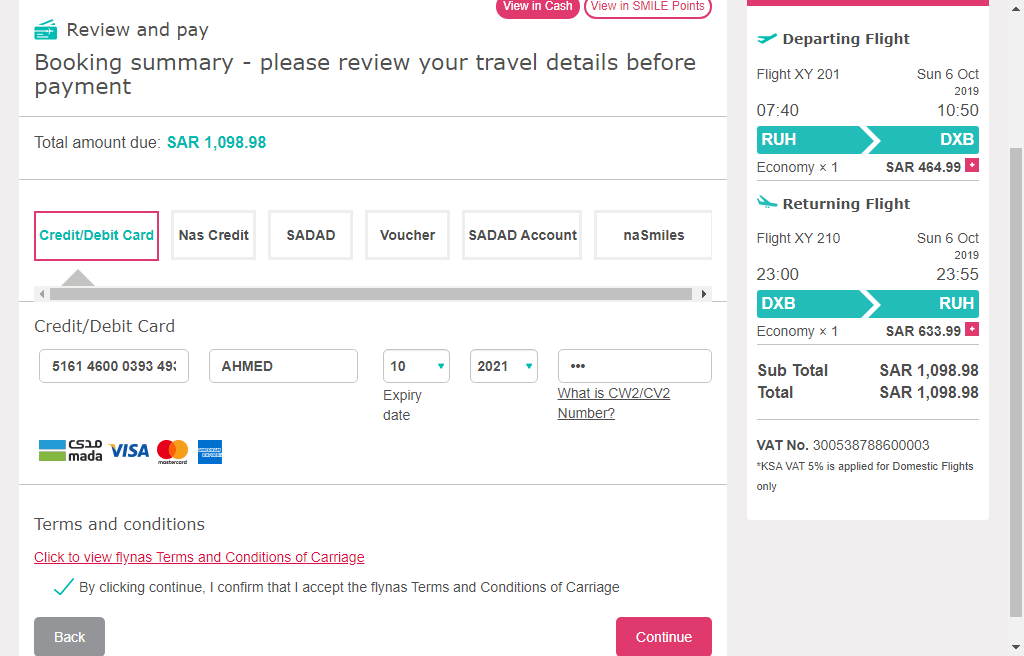 View in Cash
View in SMILE Points
Review and pay
Booking summary - please review your travel details before
payment
Total amount due: SAR 1,098.98
Credit/Debit Card
Nas Credit
SADAD
Voucher
SADAD Account
naSmiles
Credit/Debit Card
5161 4600 0393 493
AHMED
10
2021
•••
Expiry
date
What is CW2/CV2
Number?
مدى
mada
VISA
mastercard
AMERICAN EXPRESS
Terms and conditions
Click to view flynas Terms and Conditions of Carriage
By clicking continue, I confirm that I accept the flynas Terms and Conditions of Carriage
Back
Continue
Departing Flight
Flight XY 201
Sun 6 Oct
2019
07:40
10:50
RUH
DXB
Economy × 1
SAR 464.99 +
Returning Flight
Flight XY 210
Sun 6 Oct
2019
23:00
23:55
DXB
RUH
Economy × 1
SAR 633.99 +
Sub Total
SAR 1,098.98
Total
SAR 1,098.98
VAT No. 300538788600003
*KSA VAT 5% is applied for Domestic Flights
only